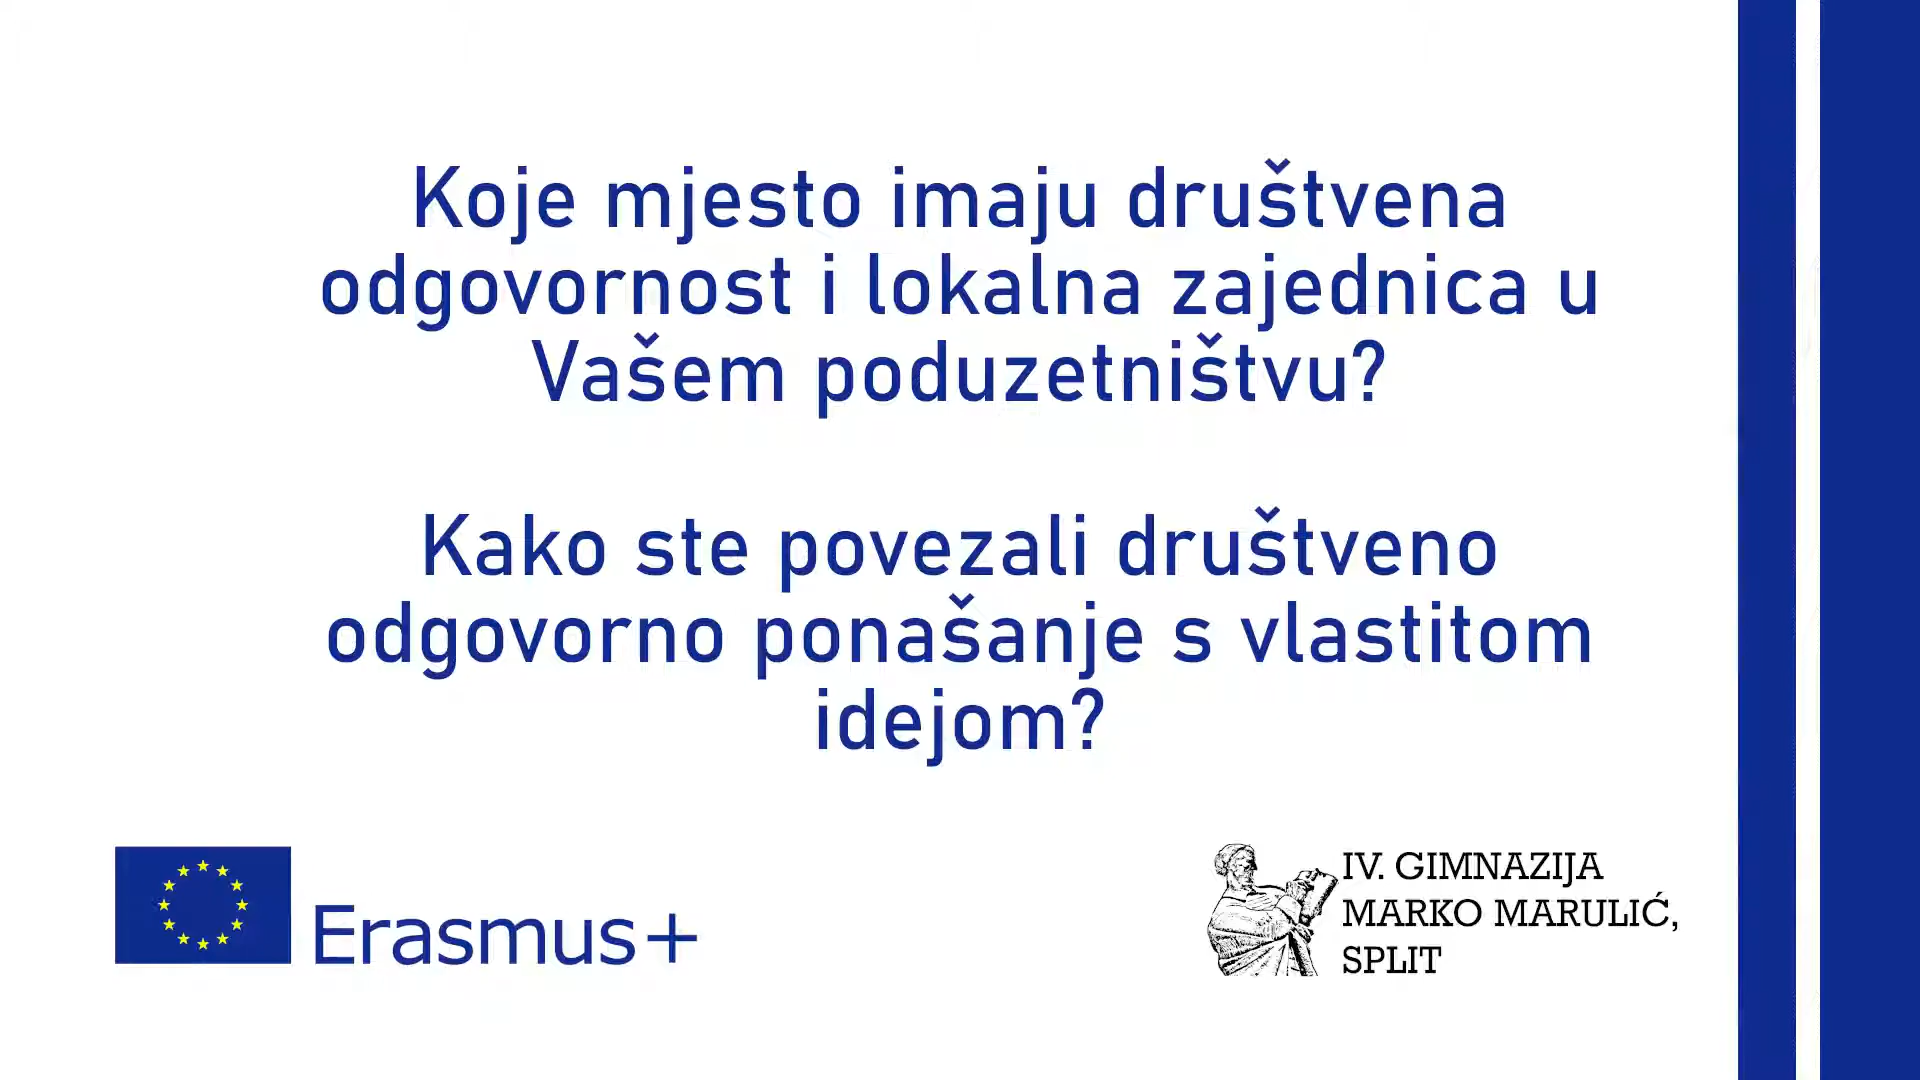 Koje mjesto imaju društvena
odgovornost i lokalna zajednica u
Vašem poduzetništvu?
Kako ste povezali društveno
odgovorno ponašanje s vlastitom
idejom?
Erasmus+
IV. GIMNAZIJA
MARKO MARULIĆ,
SPLIT